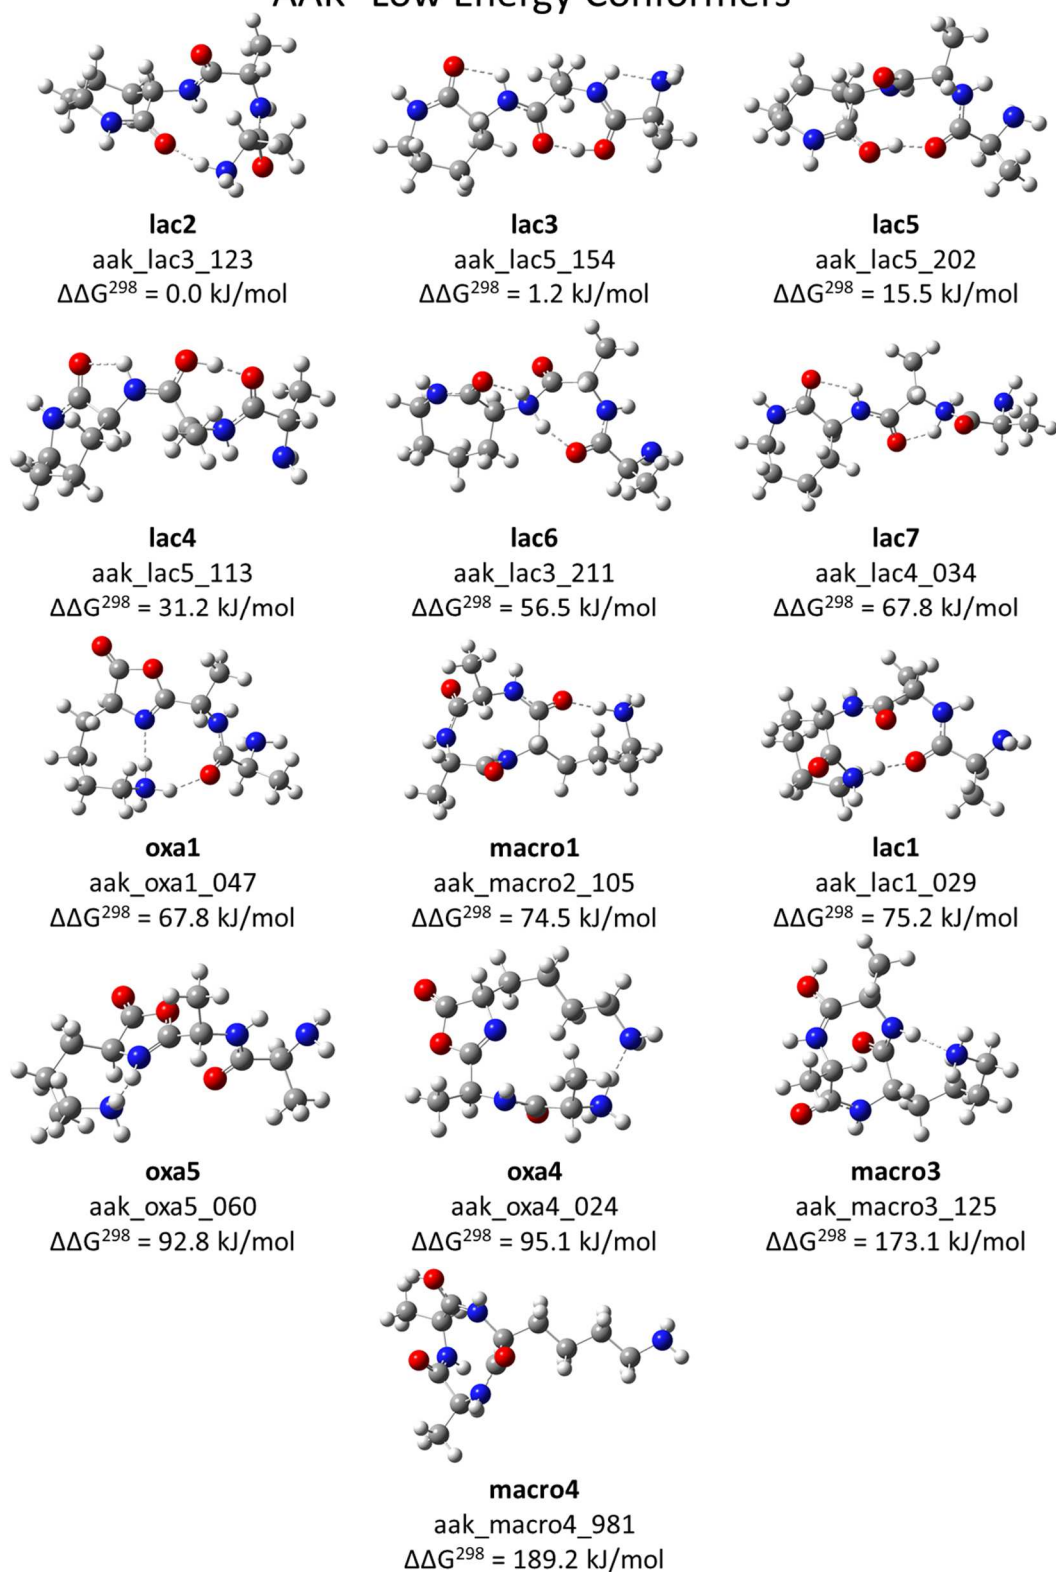 AAK⁺ Low Energy Conformers
lac2
aak_lac3_123
ΔΔG²⁹⁸ = 0.0 kJ/mol
lac3
aak_lac5_154
ΔΔG²⁹⁸ = 1.2 kJ/mol
lac5
aak_lac5_202
ΔΔG²⁹⁸ = 15.5 kJ/mol
lac4
aak_lac5_113
ΔΔG²⁹⁸ = 31.2 kJ/mol
lac6
aak_lac3_211
ΔΔG²⁹⁸ = 56.5 kJ/mol
lac7
aak_lac4_034
ΔΔG²⁹⁸ = 67.8 kJ/mol
oxa1
aak_oxa1_047
ΔΔG²⁹⁸ = 67.8 kJ/mol
macro1
aak_macro2_105
ΔΔG²⁹⁸ = 74.5 kJ/mol
lac1
aak_lac1_029
ΔΔG²⁹⁸ = 75.2 kJ/mol
oxa5
aak_oxa5_060
ΔΔG²⁹⁸ = 92.8 kJ/mol
oxa4
aak_oxa4_024
ΔΔG²⁹⁸ = 95.1 kJ/mol
macro3
aak_macro3_125
ΔΔG²⁹⁸ = 173.1 kJ/mol
macro4
aak_macro4_981
ΔΔG²⁹⁸ = 189.2 kJ/mol